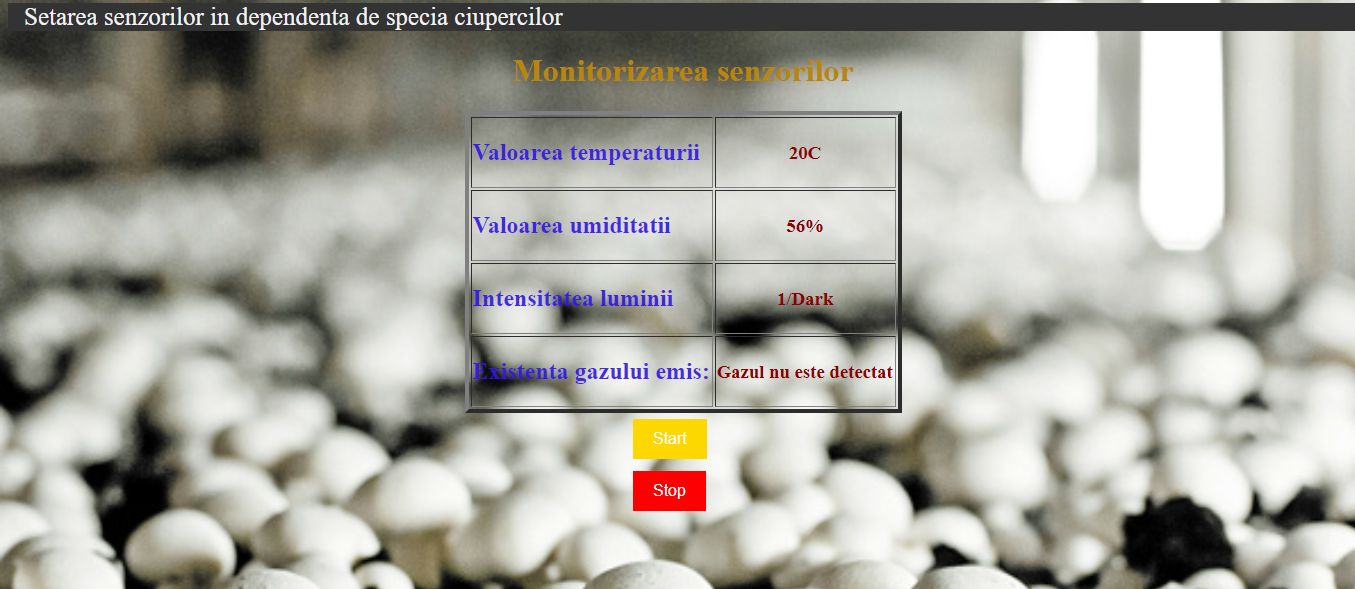 Setarea senzorilor in dependenta de specia ciupercilor
Monitorizarea senzorilor
Valoarea temperaturii 20C
Valoarea umiditatii 56%
Intensitatea luminii 1/Dark
Existenta gazului emis: Gazul nu este detectat
Start
Stop